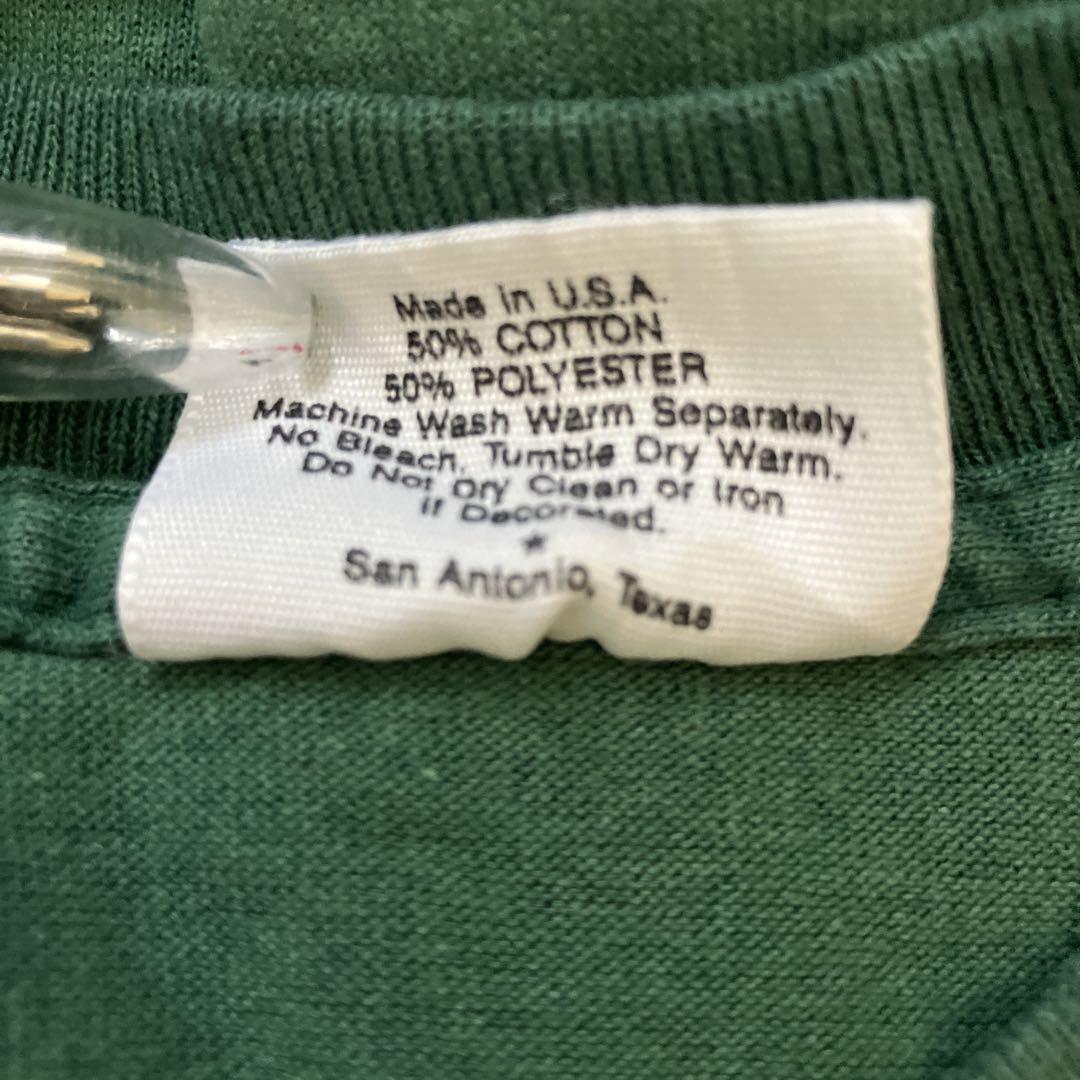 Made in U.S.A.
50% COTTON
50% POLYESTER
Machine Wash Warm Separately.
No Bleach, Tumble Dry Warm.
Do Not Dry Clean or Iron
if Decorated.
★
San Antonio, Texas